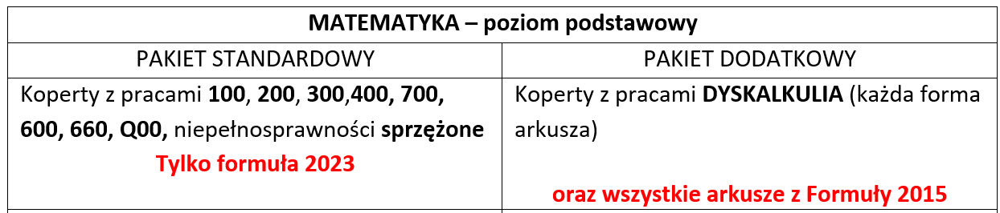 MATEMATYKA – poziom podstawowy
PAKIET STANDARDOWY
PAKIET DODATKOWY
Koperty z pracami 100, 200, 300,400, 700,
600, 660, Q00, niepełnosprawności sprzężone
Tylko formuła 2023
Koperty z pracami DYSKALKULIA (każda forma
arkusza)
oraz wszystkie arkusze z Formuły 2015